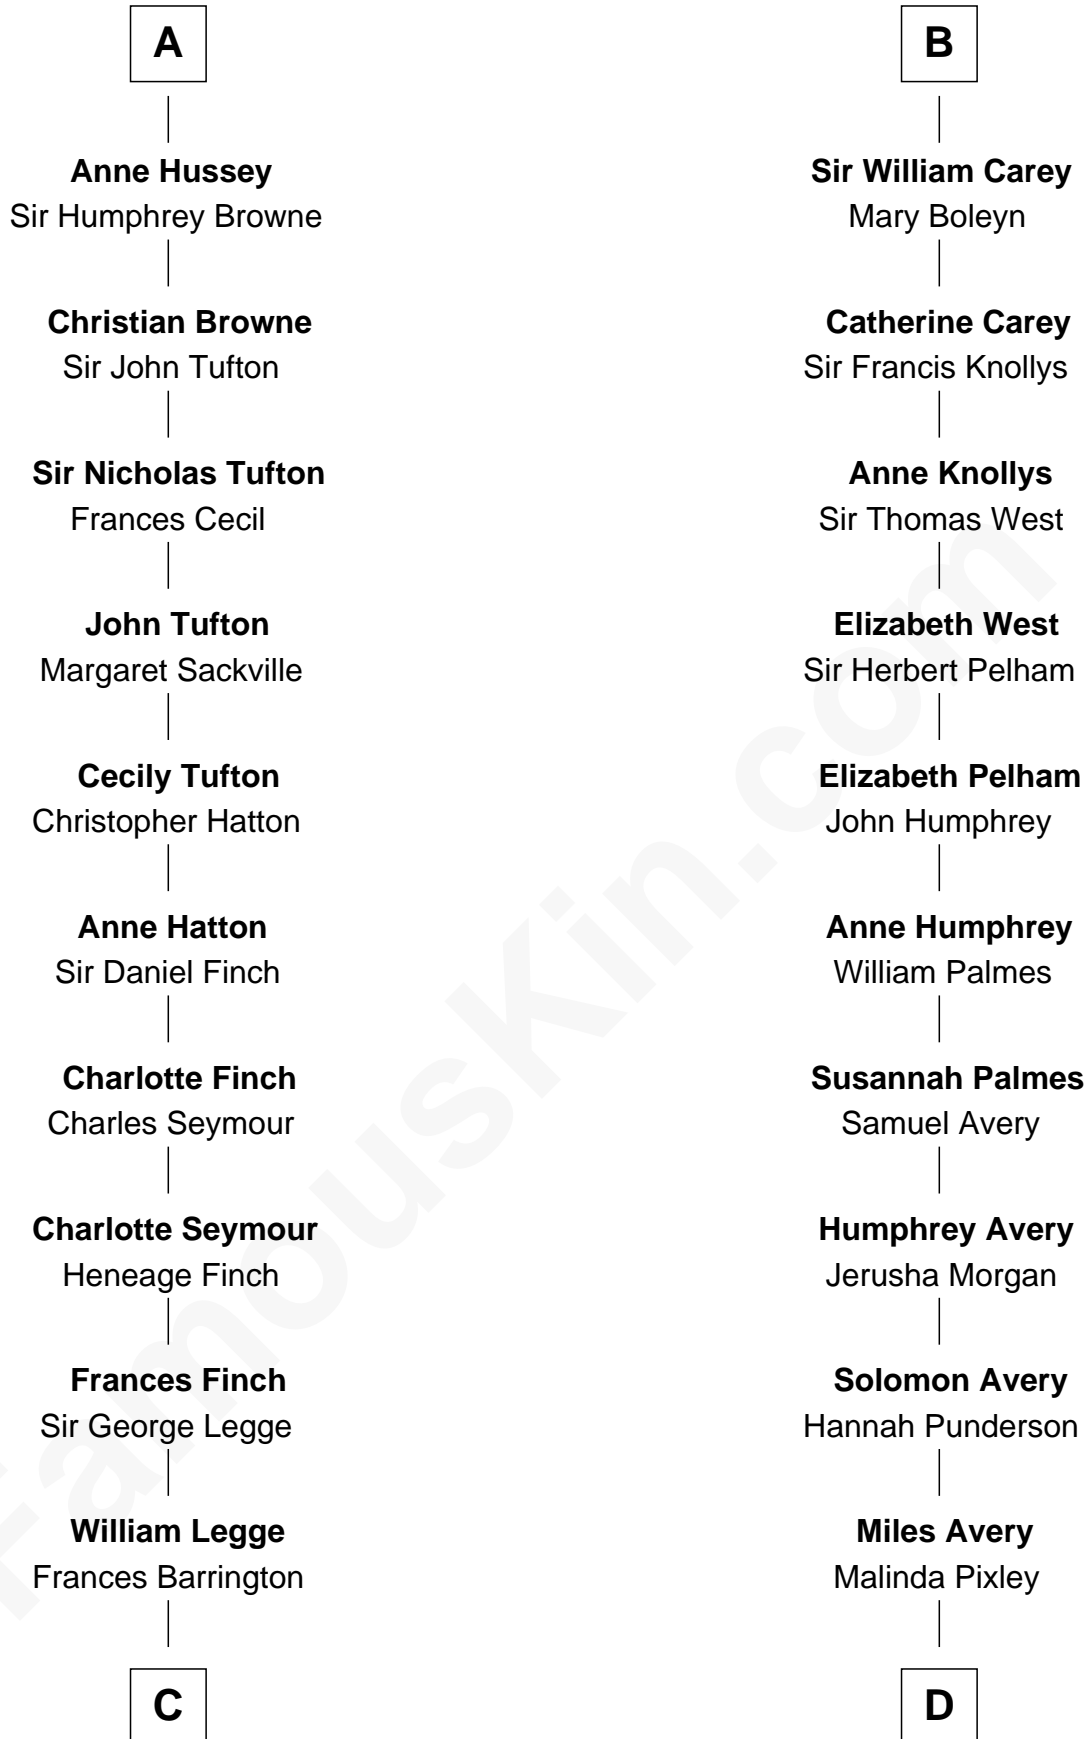 A
Anne Hussey
Sir Humphrey Browne
Christian Browne
Sir John Tufton
Sir Nicholas Tufton
Frances Cecil
John Tufton
Margaret Sackville
Cecily Tufton
Christopher Hatton
Anne Hatton
Sir Daniel Finch
Charlotte Finch
Charles Seymour
Charlotte Seymour
Heneage Finch
Frances Finch
Sir George Legge
William Legge
Frances Barrington
C
B
Sir William Carey
Mary Boleyn
Catherine Carey
Sir Francis Knollys
Anne Knollys
Sir Thomas West
Elizabeth West
Sir Herbert Pelham
Elizabeth Pelham
John Humphrey
Anne Humphrey
William Palmes
Susannah Palmes
Samuel Avery
Humphrey Avery
Jerusha Morgan
Solomon Avery
Hannah Punderson
Miles Avery
Malinda Pixley
D
FamousKin.com